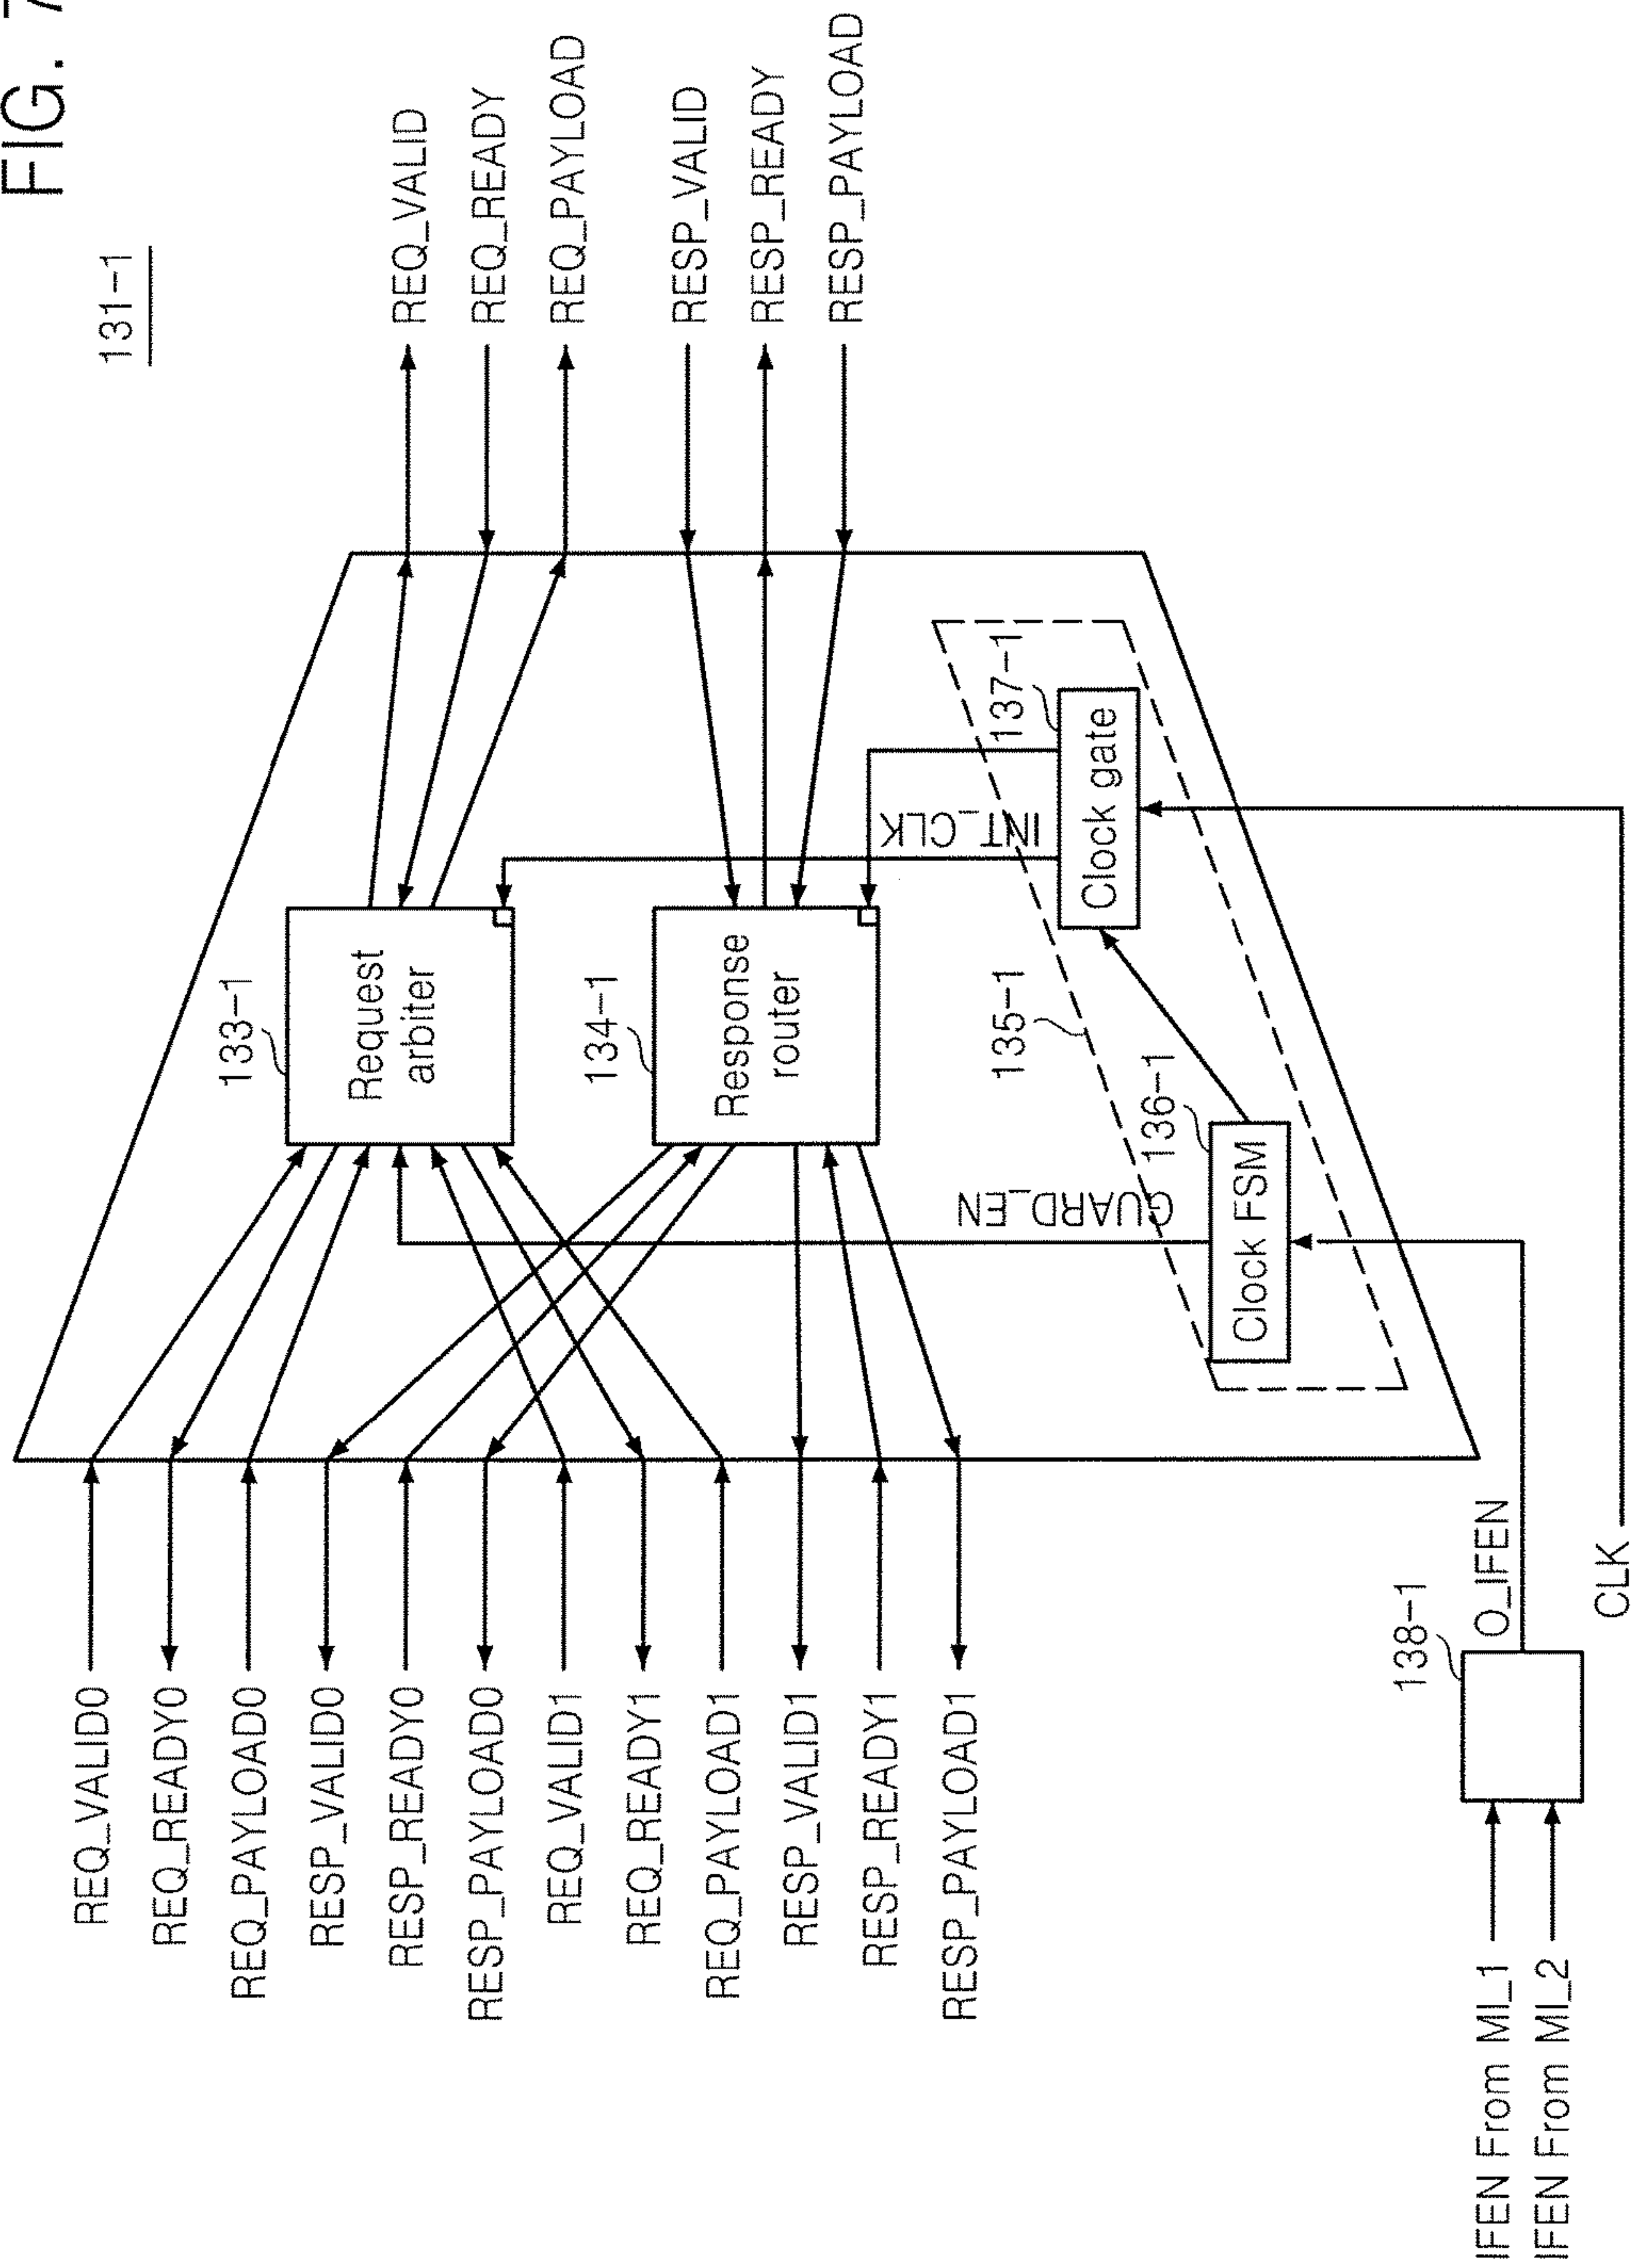 FIG. 7
131-1
REQ_VALID0
REQ_READY0
REQ_PAYLOAD0
RESP_VALID0
RESP_READY0
RESP_PAYLOAD0
REQ_VALID1
REQ_READY1
REQ_PAYLOAD1
RESP_VALID1
RESP_READY1
RESP_PAYLOAD1
133-1
Request
arbiter
134-1
Response
router
REQ_VALID
REQ_READY
REQ_PAYLOAD
RESP_VALID
RESP_READY
RESP_PAYLOAD
GUARD_EN
INT_CLK
135-1
136-1
Clock FSM
137-1
Clock gate
138-1
O_IFEN
IFEN From MI_1
IFEN From MI_2
CLK